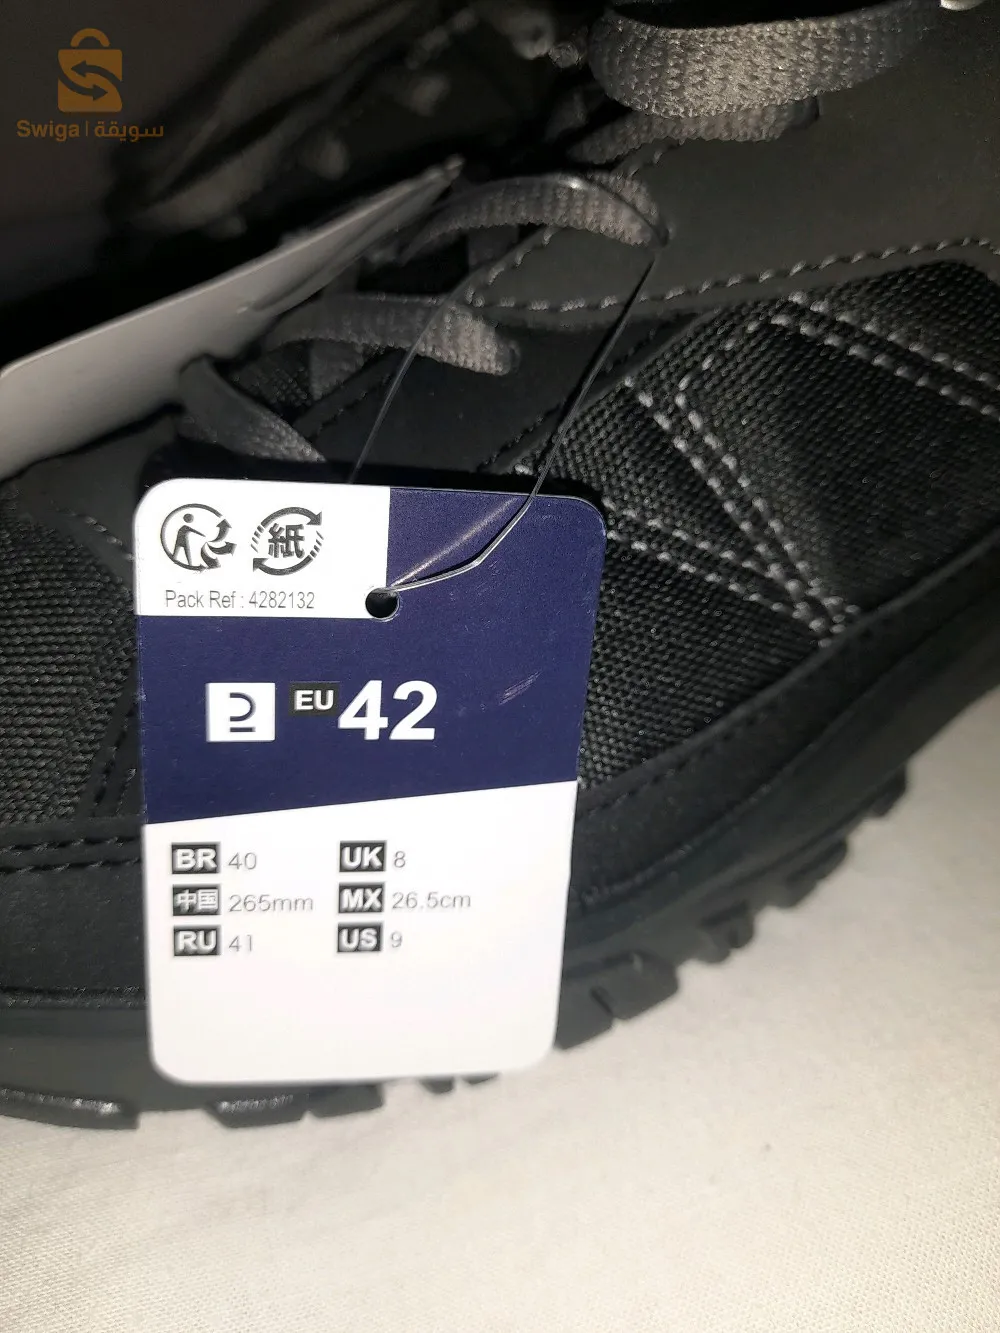 Swiga | سويقة
紙
Pack Ref : 4282132
EU 42
BR 40 UK 8
中国 265mm MX 26.5cm
RU 41 US 9